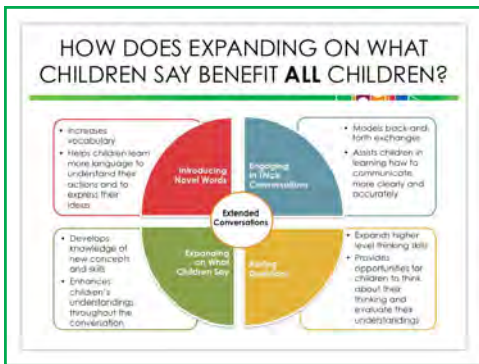 HOW DOES EXPANDING ON WHAT
CHILDREN SAY BENEFIT ALL CHILDREN?
• Increases
vocabulary
• Helps children learn
more language to
understand their
actions and to
express their
ideas
Introducing
Novel Words
Engaging
in Thick
Conversations
• Models back-and-
forth exchanges
• Assists children in
learning how to
communicate
more clearly and
accurately
Extended
Conversations
• Develops
knowledge of
new concepts
and skills
• Enhances
children's
understandings
throughout the
conversation
Expanding
on What
Children Say
Asking
Questions
• Expands higher
level thinking skills
• Provides
opportunities for
children to think
about their
thinking and
evaluate their
understandings